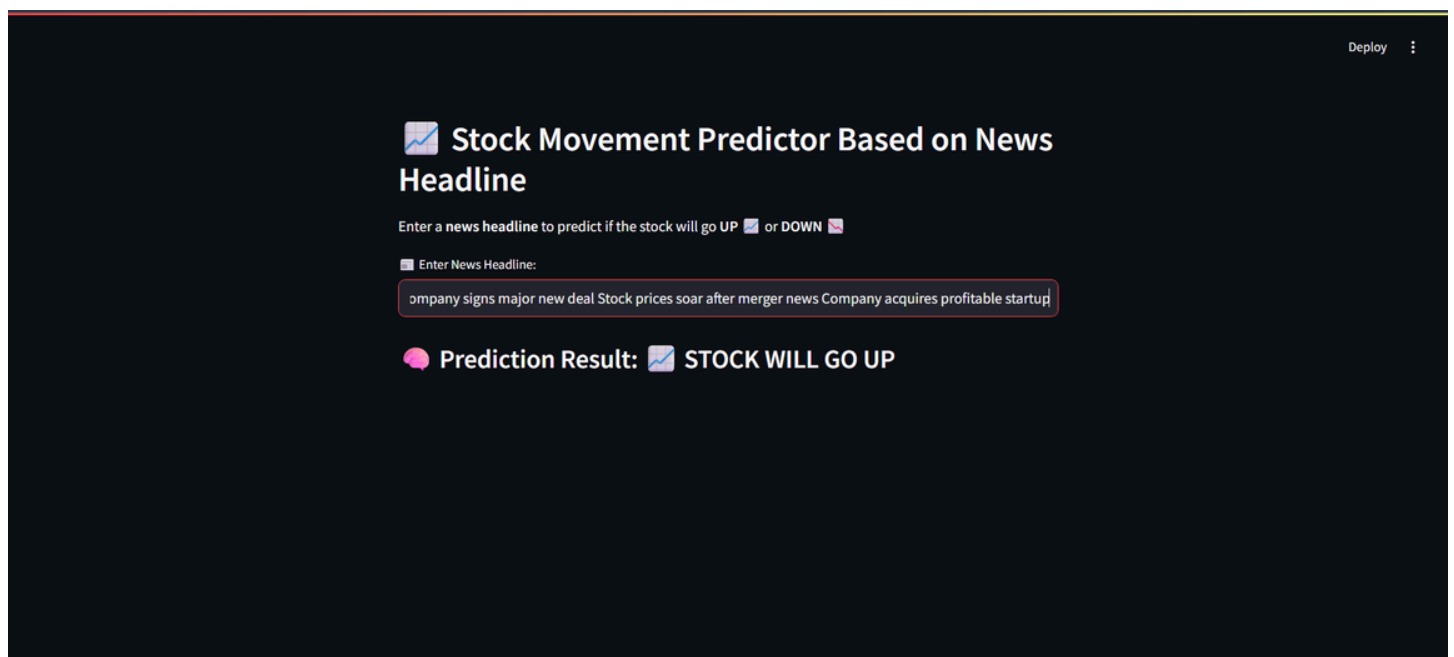 Deploy
Stock Movement Predictor Based on News
Headline
Enter a news headline to predict if the stock will go UP or DOWN
Enter News Headline:
ompany signs major new deal Stock prices soar after merger news Company acquires profitable startup
Prediction Result: STOCK WILL GO UP